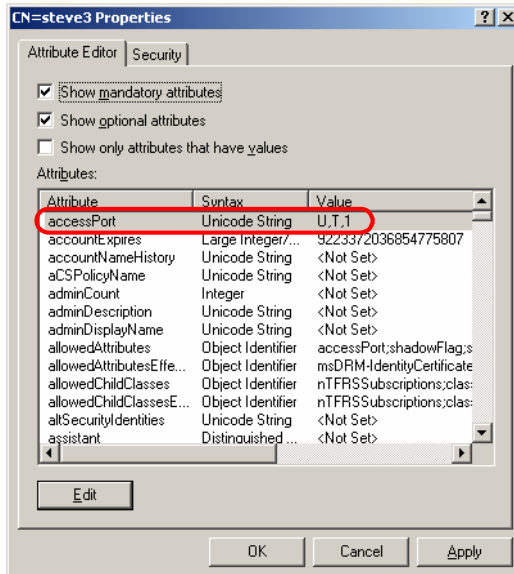 CN=steve3 Properties
Attribute Editor Security
Show mandatory attributes
Show optional attributes
Show only attributes that have values
Attributes:
Attribute Syntax Value
accessPort Unicode String U,T,1
accountExpires Large Integer/... 9223372036854775807
accountNameHistory Unicode String <Not Set>
aCSPolicyName Unicode String <Not Set>
adminCount Integer <Not Set>
adminDescription Unicode String <Not Set>
adminDisplayName Unicode String <Not Set>
allowedAttributes Object Identifier accessPort;shadowFlag;s
allowedAttributesEffe... Object Identifier msDRM-IdentityCertificate
allowedChildClasses Object Identifier nTFRSSubscriptions;clas
allowedChildClassesE... Object Identifier nTFRSSubscriptions;clas
altSecurityIdentities Unicode String <Not Set>
assistant Distinguished ... <Not Set>
Edit
OK Cancel Apply